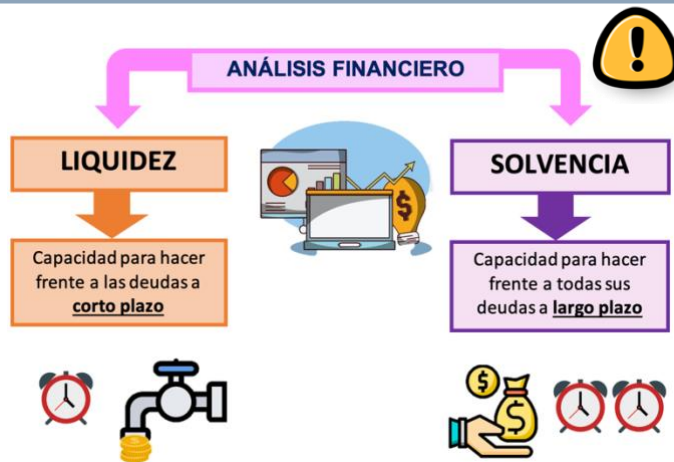 ANÁLISIS FINANCIERO
LIQUIDEZ
Capacidad para hacer
frente a las deudas a
corto plazo
SOLVENCIA
Capacidad para hacer
frente a todas sus
deudas a largo plazo